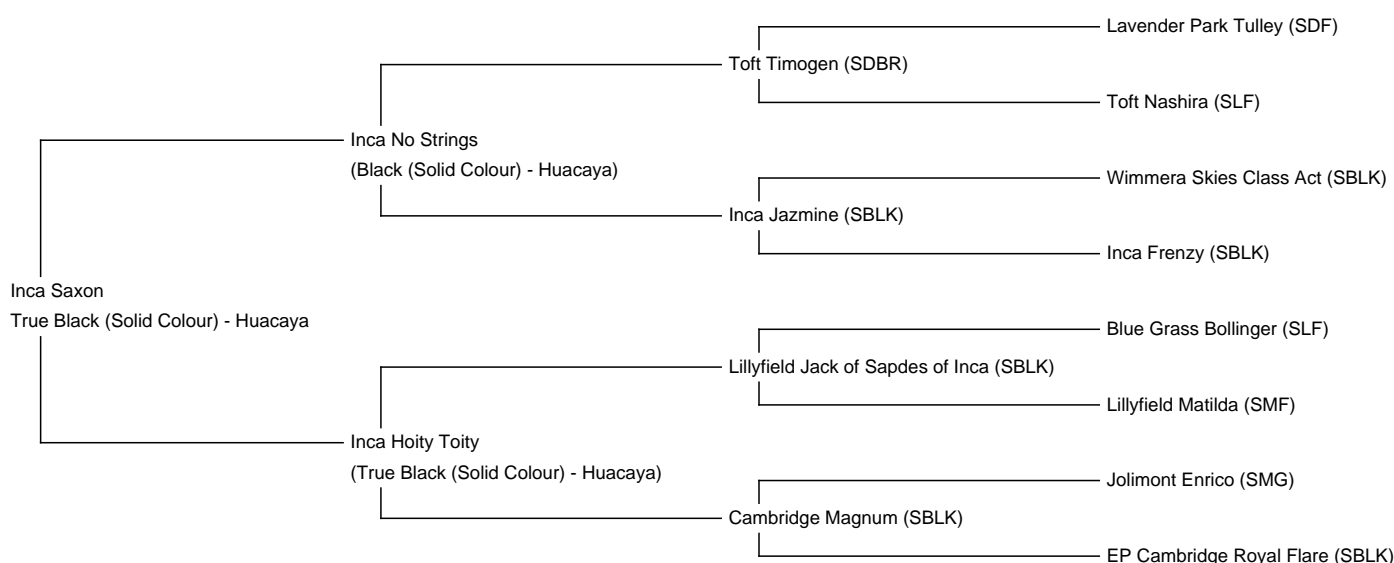 Lavender Park Tulley (SDF)
Toft Timogen (SDBR)
Toft Nashira (SLF)
Inca No Strings
(Black (Solid Colour) - Huacaya)
Wimmera Skies Class Act (SBLK)
Inca Jazmine (SBLK)
Inca Frenzy (SBLK)
Inca Saxon
True Black (Solid Colour) - Huacaya
Blue Grass Bollinger (SLF)
Lillyfield Jack of Sapdes of Inca (SBLK)
Lillyfield Matilda (SMF)
Inca Hoity Toity
(True Black (Solid Colour) - Huacaya)
Jolimont Enrico (SMG)
Cambridge Magnum (SBLK)
EP Cambridge Royal Flare (SBLK)